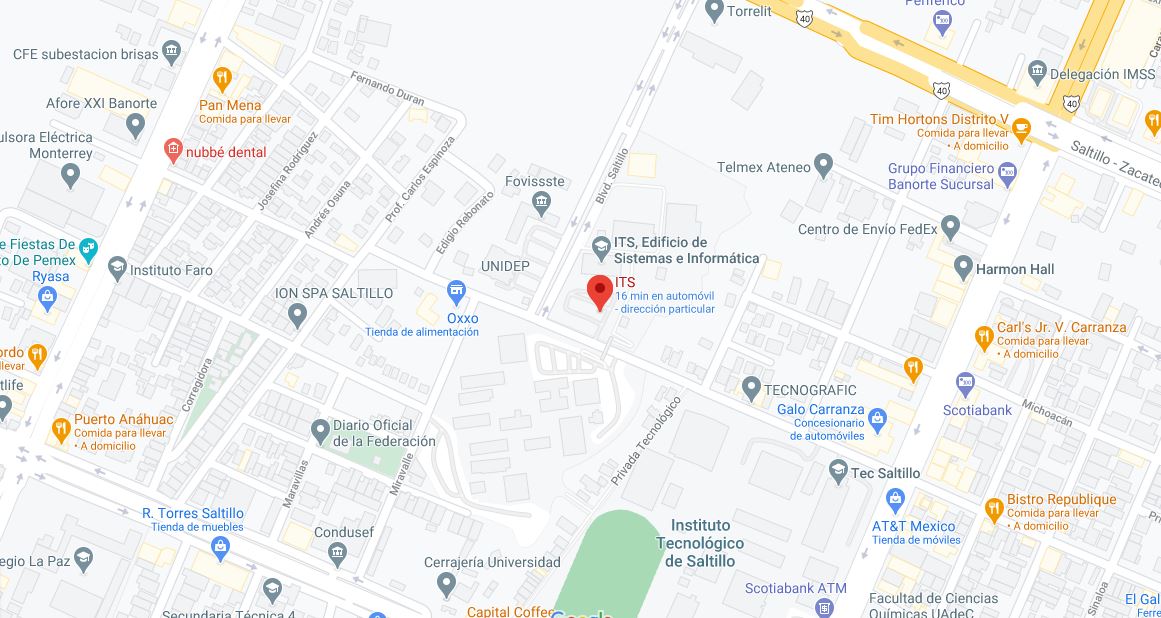 Periférico
Torrelit
40
CFE subestacion brisas
Delegación IMSS
Fernando Duran
40
40
Pan Mena
Comida para llevar
Afore XXI Banorte
Tim Hortons Distrito V
Comida para llevar
• A domicilio
ulsora Eléctrica
Monterrey
nubbé dental
Saltillo - Zacatec
Josefina Rodriguez
Prof. Carlos Espinoza
Blvd. Saltillo
Telmex Ateneo
Grupo Financiero
Banorte Sucursal
Fovissste
Andrés Osuna
Edigio Rebonato
Centro de Envío FedEx
e Fiestas De
to De Pemex
Ryasa
Instituto Faro
ITS, Edificio de
Sistemas e Informática
UNIDEP
Harmon Hall
ITS
16 min en automóvil
- dirección particular
ION SPA SALTILLO
Oxxo
Tienda de alimentación
Carl's Jr. V. Carranza
Comida para llevar
• A domicilio
ordo
llevar
Corregidora
tlife
TECNOGRAFIC
Scotiabank
Michoacán
Galo Carranza
Concesionario
de automóviles
Puerto Anáhuac
Comida para llevar
• A domicilio
Diario Oficial
de la Federación
Privada Tecnológico
Miravalle
Maravillas
Tec Saltillo
R. Torres Saltillo
Tienda de muebles
Bistro Republique
Comida para llevar
• A domicilio
AT&T Mexico
Tienda de móviles
Instituto
Tecnológico
de Saltillo
Condusef
egio La Paz
Cerrajería Universidad
Scotiabank ATM
Facultad de Ciencias
Químicas UAdeC
Sinaloa
El Gal
Ferre
Secundaria Técnica 4
Capital Coffee
Google